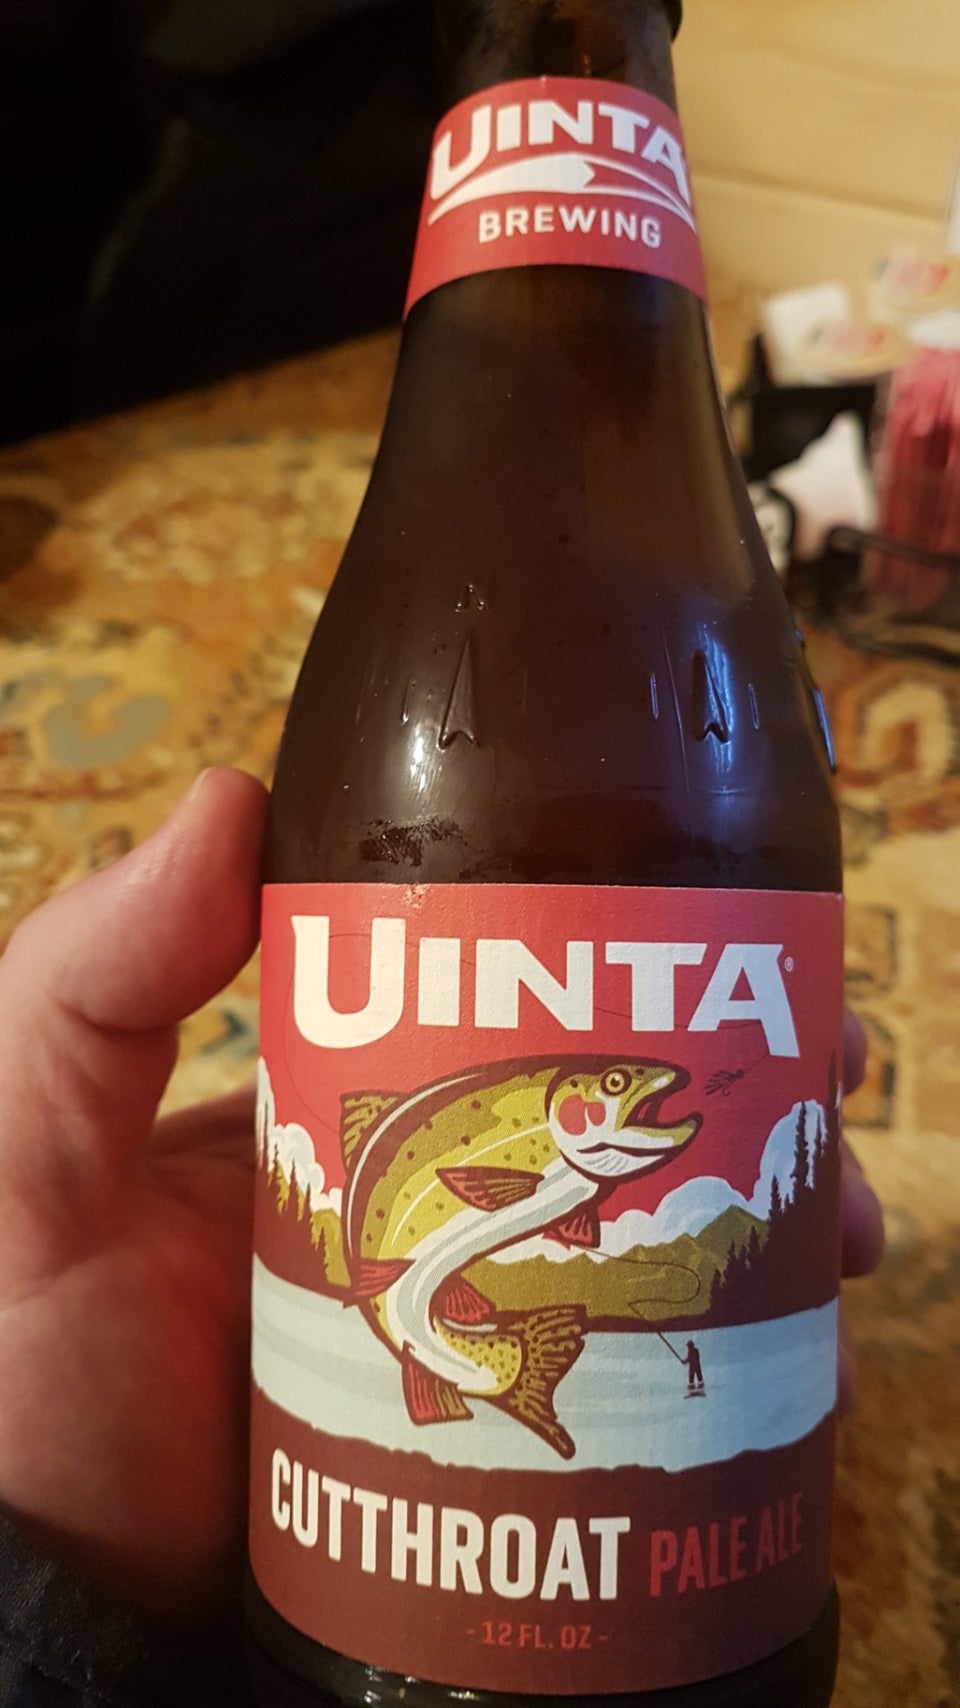 UINTA
BREWING
UINTA®
CUTTHROAT PALE ALE
- 12 FL. OZ -